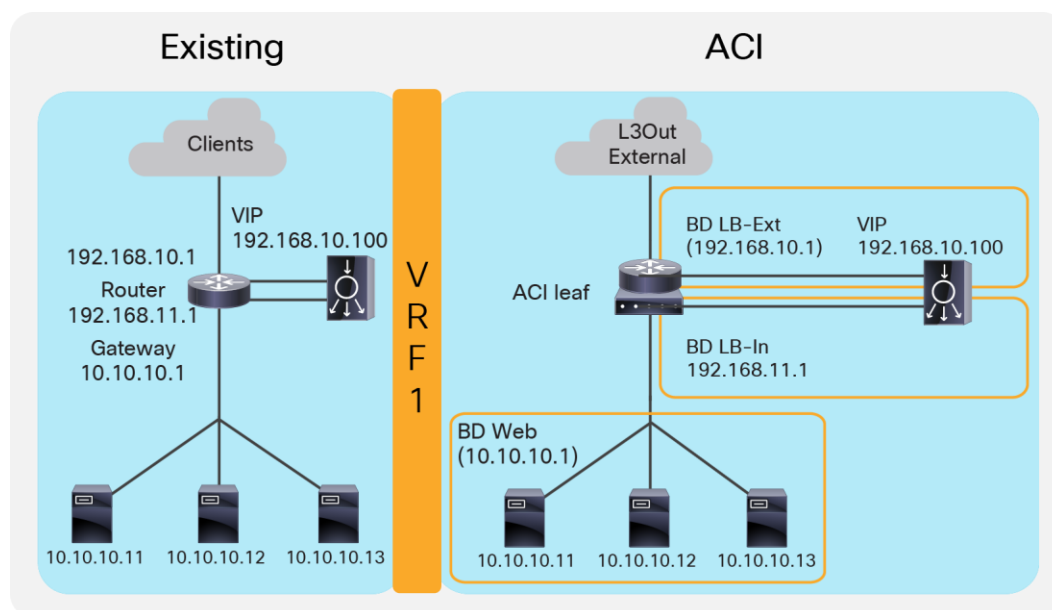 Existing
Clients
VIP
192.168.10.100
192.168.10.1
Router
192.168.11.1
Gateway
10.10.10.1
10.10.10.11
10.10.10.12
10.10.10.13
V
R
F
1
ACI
L3Out
External
BD LB-Ext
(192.168.10.1)
VIP
192.168.10.100
ACI leaf
BD LB-In
192.168.11.1
BD Web
(10.10.10.1)
10.10.10.11
10.10.10.12
10.10.10.13